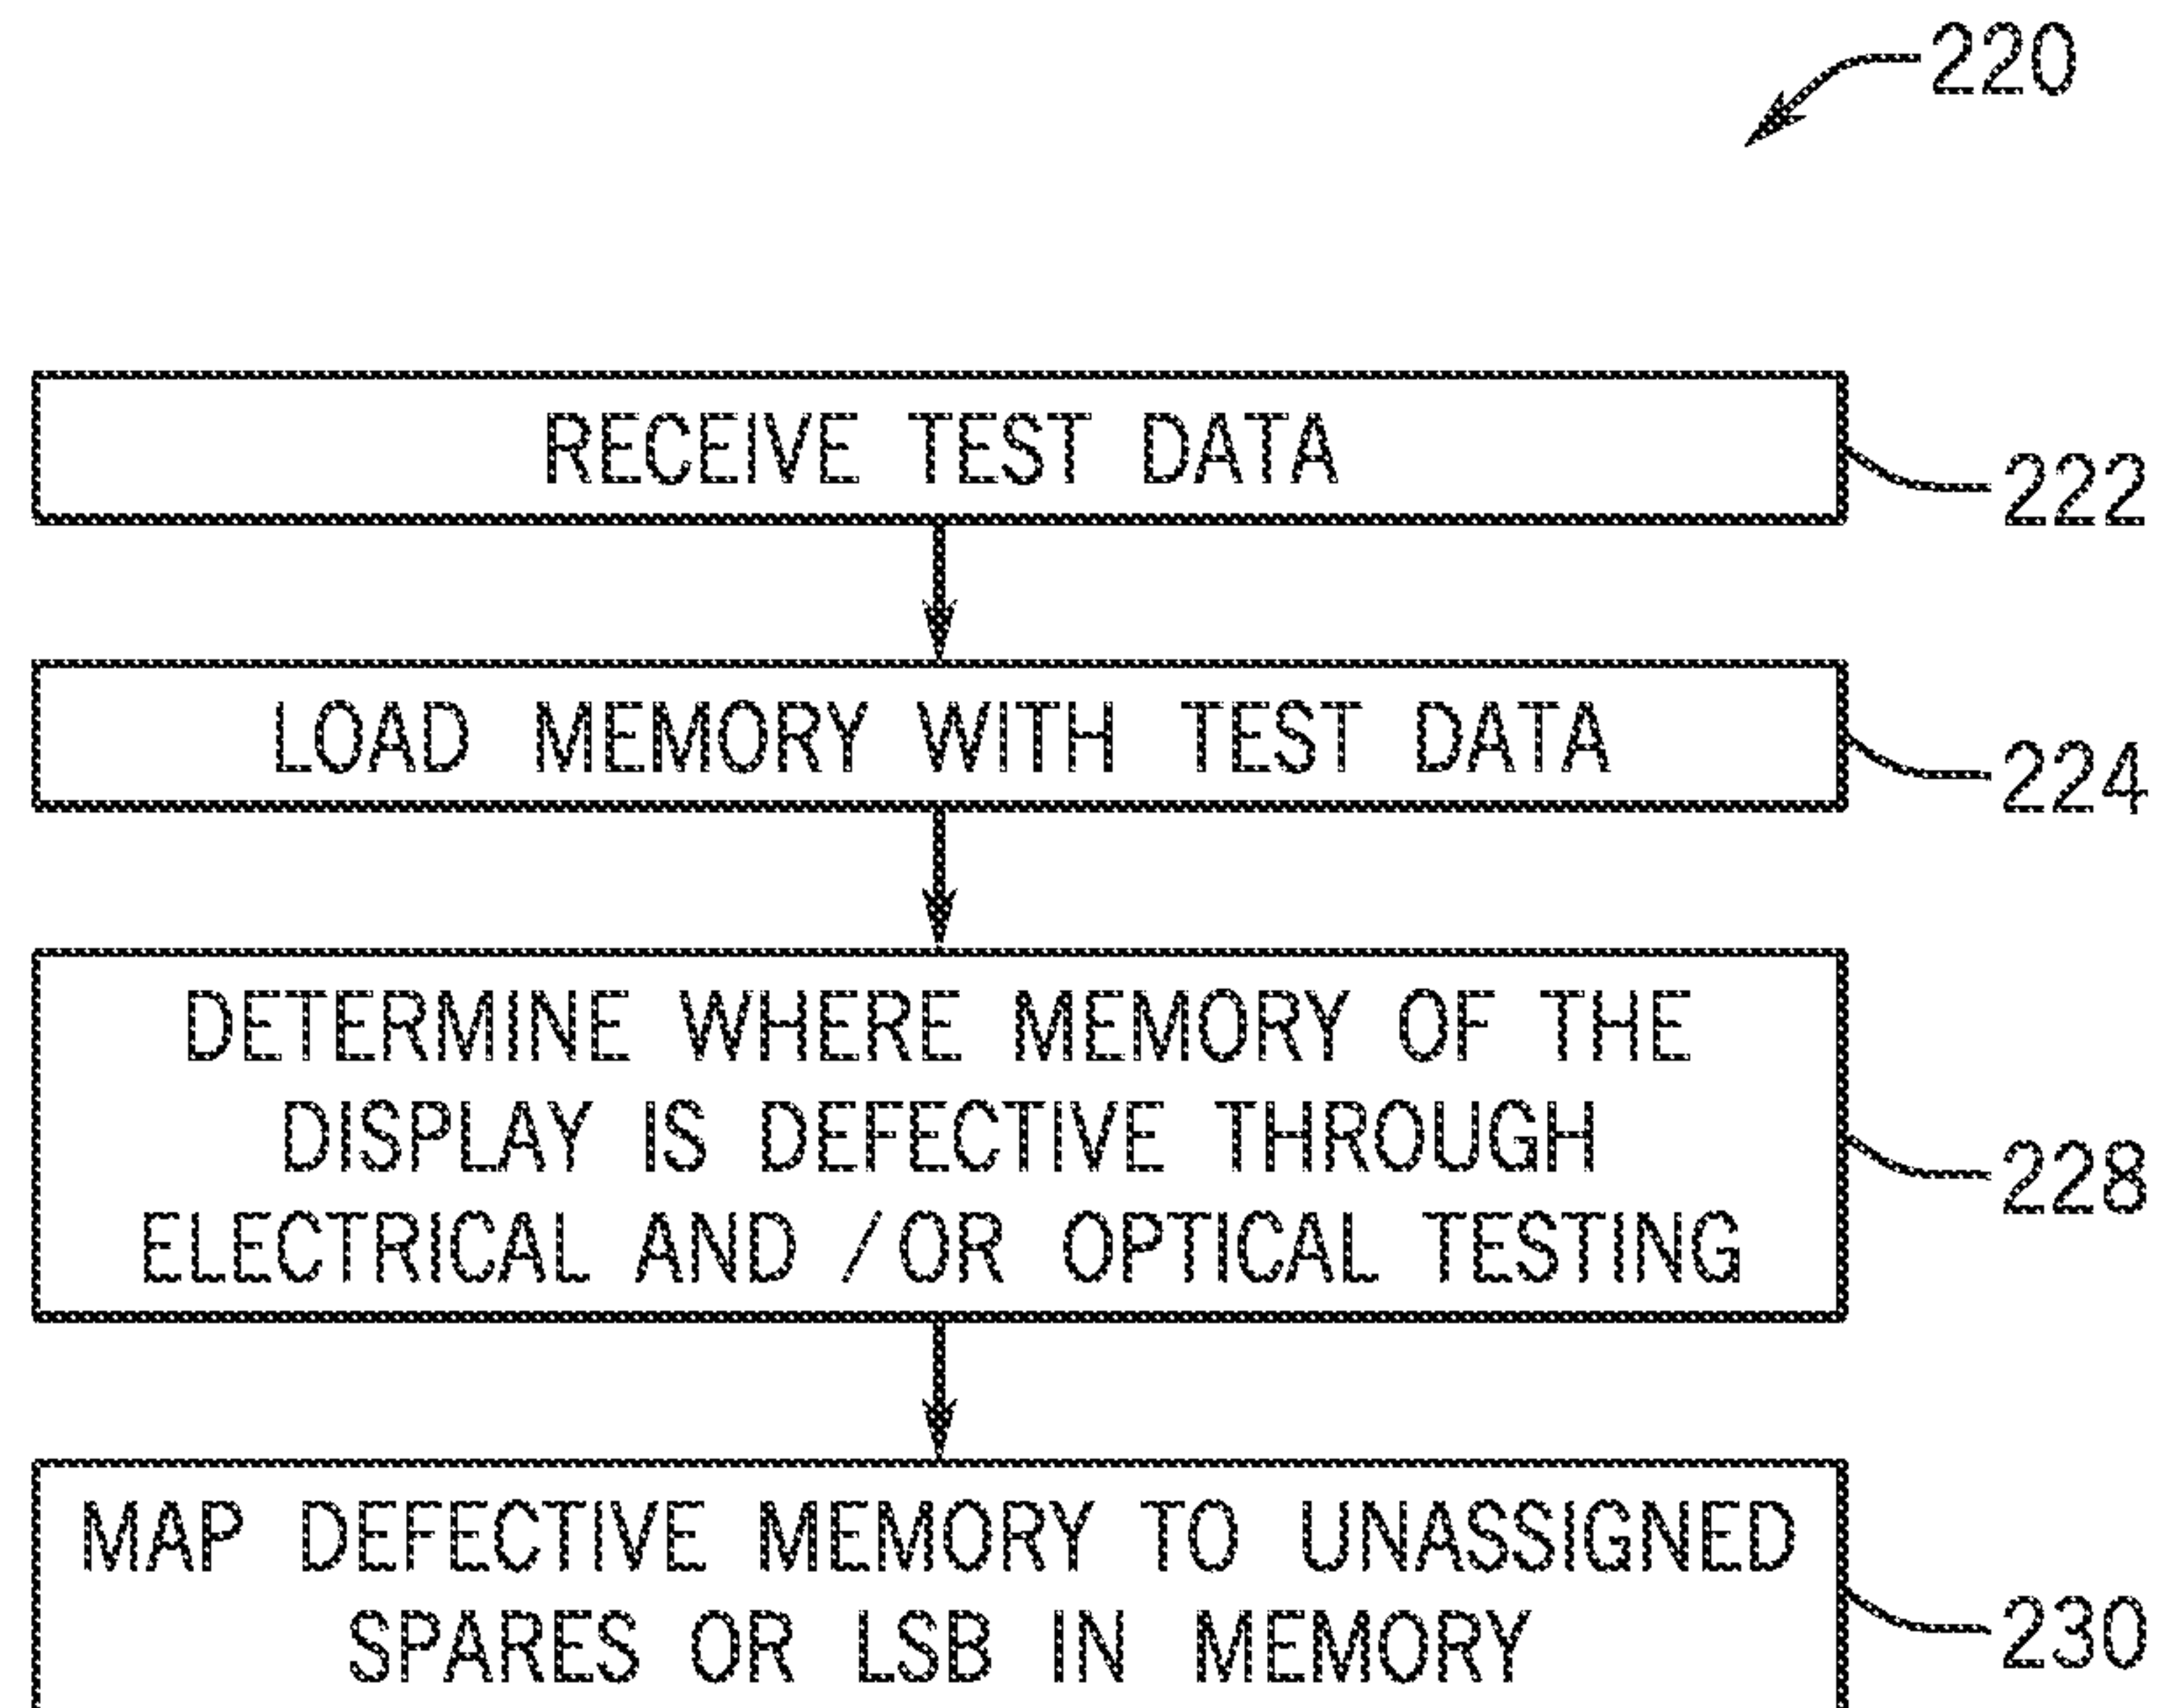 220
RECEIVE TEST DATA
222
LOAD MEMORY WITH TEST DATA
224
DETERMINE WHERE MEMORY OF THE
DISPLAY IS DEFECTIVE THROUGH
ELECTRICAL AND /OR OPTICAL TESTING
228
MAP DEFECTIVE MEMORY TO UNASSIGNED
SPARES OR LSB IN MEMORY
230